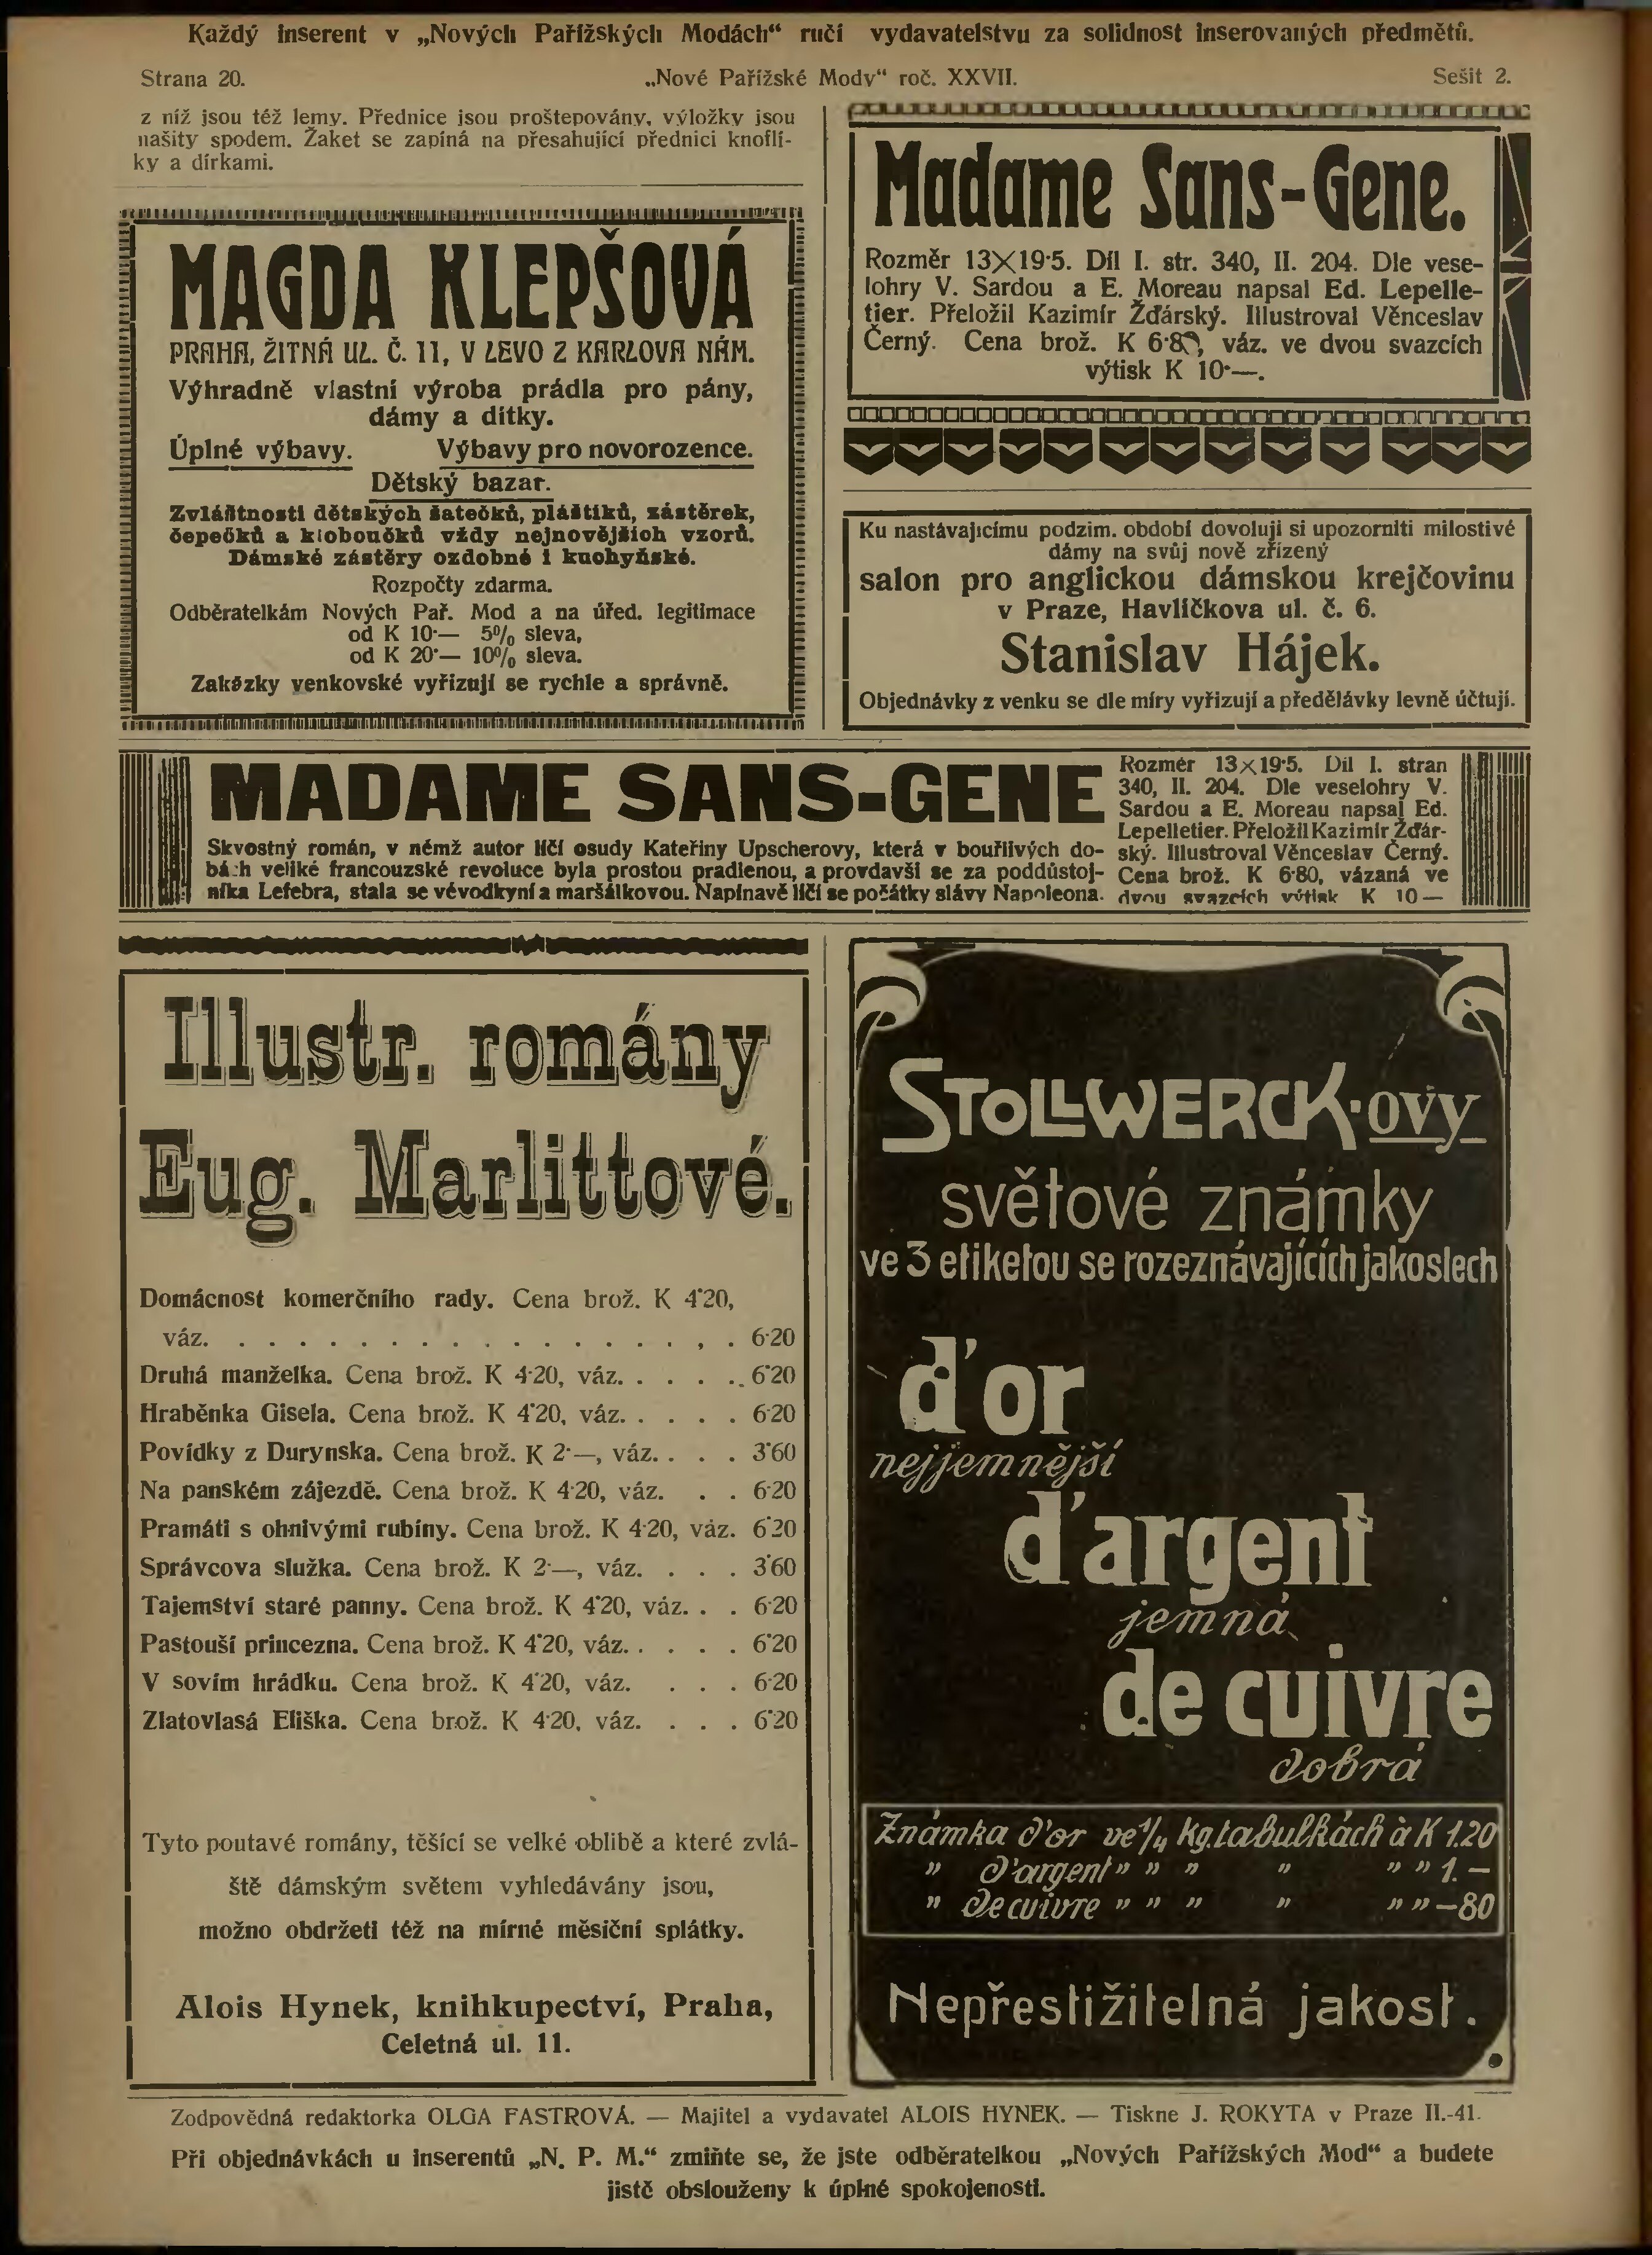 Každý inserent v „Nových Pařížských Modách“ ručí vydavatelstvu za solidnost inserovaných předmětů.
Strana 20. „Nové Pařížské Mody“ roč. XXVII. Sešit 2.
z níž jsou též lemy. Přednice jsou proštepovány, výložky jsou
našity spodem. Žaket se zapíná na přesahující přednici knoflí-
ky a dírkami.
MAGDA KLEPŠOVÁ
PRAHA, ŽITNÁ UL. Č. 11, V LEVO Z KARLOVA NÁM.
Výhradně vlastní výroba prádla pro pány,
dámy a dítky.
Úplné výbavy. Výbavy pro novorozence.
Dětský bazar.
Zvláštnosti dětských šatečků, pláštíků, zástěrek,
čepečků a kloboučků vždy nejnovějších vzorů.
Dámské zástěry ozdobné i kuchyňské.
Rozpočty zdarma.
Odběratelkám Nových Pař. Mod a na úřed. legitimace
od K 10·— 5% sleva,
od K 20·— 10% sleva.
Zakázky venkovské vyřizují se rychle a správně.
Madame Sans-Gene.
Rozměr 13×19·5. Díl I. str. 340, II. 204. Dle vese-
lohry V. Sardou a E. Moreau napsal Ed. Lepelle-
tier. Přeložil Kazimír Žďárský. Illustroval Věnceslav
Černý. Cena brož. K 6·80, váz. ve dvou svazcích
výtisk K 10·—.
Ku nastávajícímu podzim. období dovoluji si upozorniti milostivé
dámy na svůj nově zřízený
salon pro anglickou dámskou krejčovinu
v Praze, Havlíčkova ul. č. 6.
Stanislav Hájek.
Objednávky z venku se dle míry vyřizují a předělávky levně účtují.
MADAME SANS-GENE
Skvostný román, v němž autor líčí osudy Kateřiny Upscherovy, která v bouřlivých do-
bách veliké francouzské revoluce byla prostou pradlenou, a provdavši se za poddůstoj-
níka Lefebra, stala se vévodkyní a maršálkovou. Napínavě líčí se počátky slávy Napoleona.
Rozměr 13×19·5. Díl I. stran
340, II. 204. Dle veselohry V.
Sardou a E. Moreau napsal Ed.
Lepelletier. Přeložil Kazimír Žďár-
ský. Illustroval Věnceslav Černý.
Cena brož. K 6·80, vázaná ve
dvou svazcích výtisk K 10—
Illustr. romány
Eug. Marlittové.
Domácnost komerčního rady. Cena brož. K 4·20,
váz. . . . . . . . . . . . . . . . . . . 6·20
Druhá manželka. Cena brož. K 4·20, váz. . . . . . 6·20
Hraběnka Gisela. Cena brož. K 4·20, váz. . . . . 6·20
Povídky z Durynska. Cena brož. K 2·—, váz. . . . 3·60
Na panském zájezdě. Cena brož. K 4·20, váz. . . 6·20
Pramáti s ohnivými rubíny. Cena brož. K 4·20, váz. 6·20
Správcova služka. Cena brož. K 2·—, váz. . . . 3·60
Tajemství staré panny. Cena brož. K 4·20, váz. . . 6·20
Pastouší princezna. Cena brož. K 4·20, váz. . . . . 6·20
V sovím hrádku. Cena brož. K 4·20, váz. . . . 6·20
Zlatovlasá Eliška. Cena brož. K 4·20, váz. . . . 6·20
Tyto poutavé romány, těšící se velké oblibě a které zvlá-
ště dámským světem vyhledávány jsou,
možno obdržeti též na mírné měsíční splátky.
Alois Hynek, knihkupectví, Praha,
Celetná ul. 11.
STOLLWERCK·ovy
světové známky
ve 3 etiketou se rozeznávajících jakostech
d'or
nejjemnější
d'argent
jemná
de cuivre
dobrá
Známka d'or ve 1/4 kg. tabulkách à K 1.20
„ d'argent „ „ „ „ „ „ 1.—
„ de cuivre „ „ „ „ „ „ —80
Nepřestižitelná jakost.
Zodpovědná redaktorka OLGA FASTROVÁ. — Majitel a vydavatel ALOIS HYNEK. — Tiskne J. ROKYTA v Praze II.-41.
Při objednávkách u inserentů „N. P. M.“ zmiňte se, že jste odběratelkou „Nových Pařížských Mod“ a budete
jistě obslouženy k úplné spokojenosti.